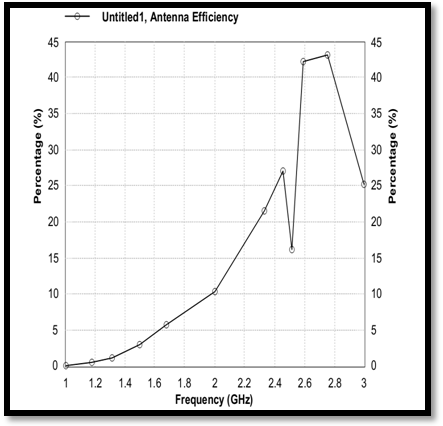 Untitled1, Antenna Efficiency
45 45
40 40
35 35
30 30
25 25
20 20
15 15
10 10
5 5
0 0
Percentage (%)
Percentage (%)
1 1.2 1.4 1.6 1.8 2 2.2 2.4 2.6 2.8 3
Frequency (GHz)